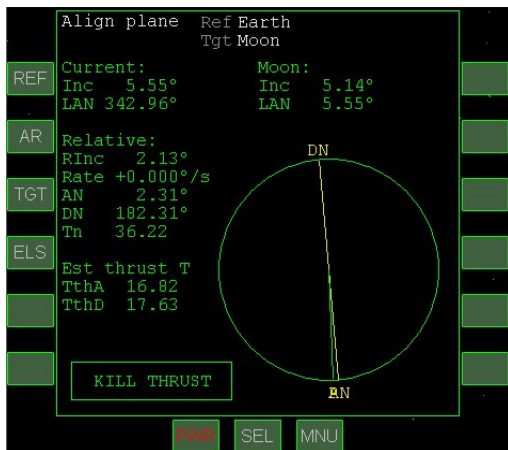 Align plane Ref Earth
Tgt Moon
Current: Moon:
Inc 5.55° Inc 5.14°
LAN 342.96° LAN 5.55°
Relative:
RInc 2.13°
Rate +0.000°/s
AN 2.31°
DN 182.31°
Tn 36.22
Est thrust T
TthA 16.82
TthD 17.63
KILL THRUST
DN
AN
REF
AR
TGT
ELS
PWR SEL MNU